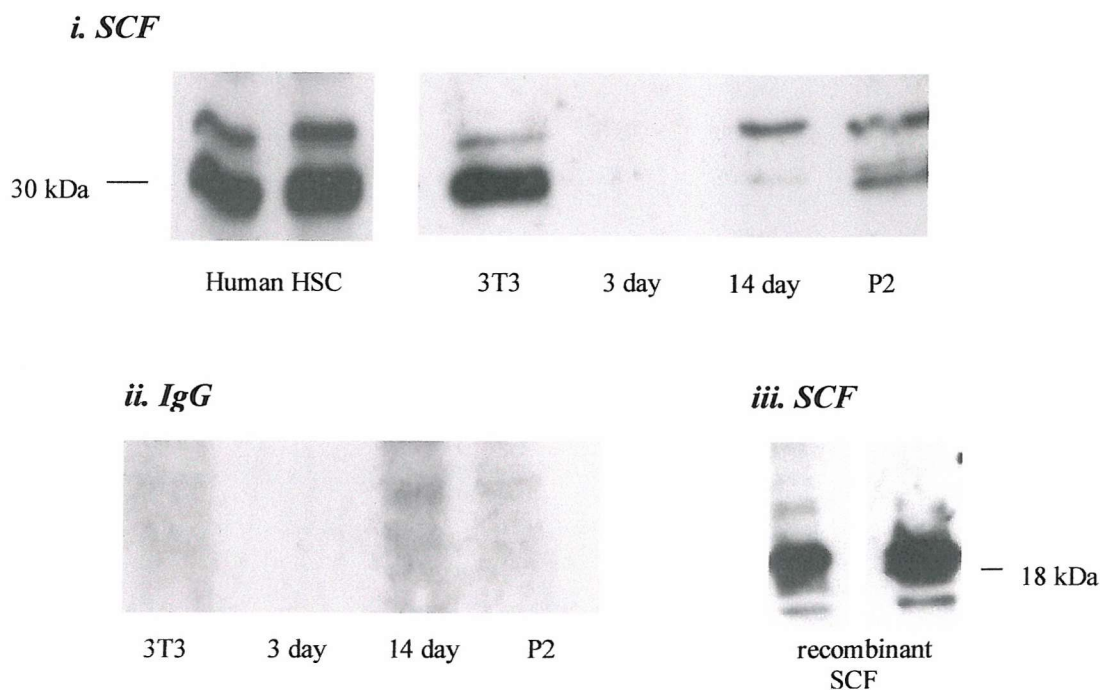 i. SCF
30 kDa
Human HSC
3T3 3 day 14 day P2
ii. IgG
iii. SCF
3T3 3 day 14 day P2
18 kDa
recombinant
SCF